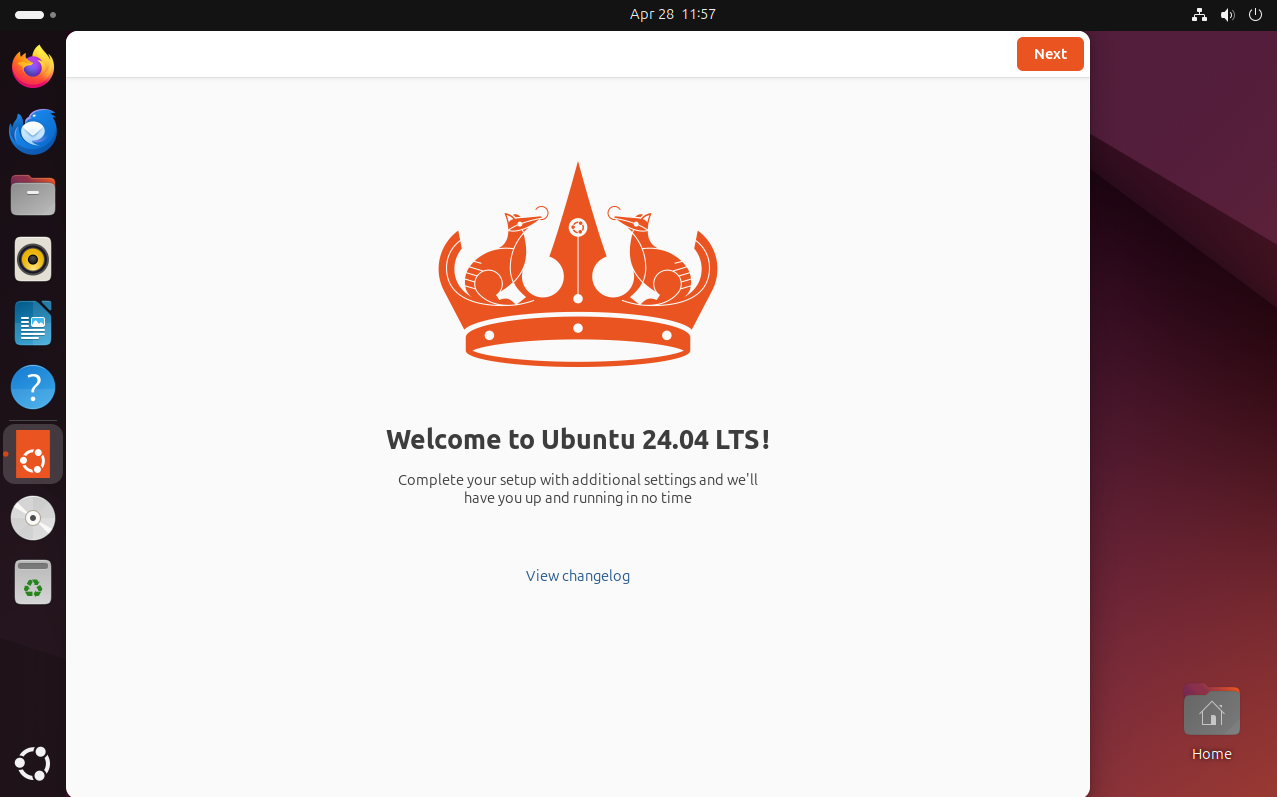 Apr 28 11:57
Next
Welcome to Ubuntu 24.04 LTS!
Complete your setup with additional settings and we'll
have you up and running in no time
View changelog
Home